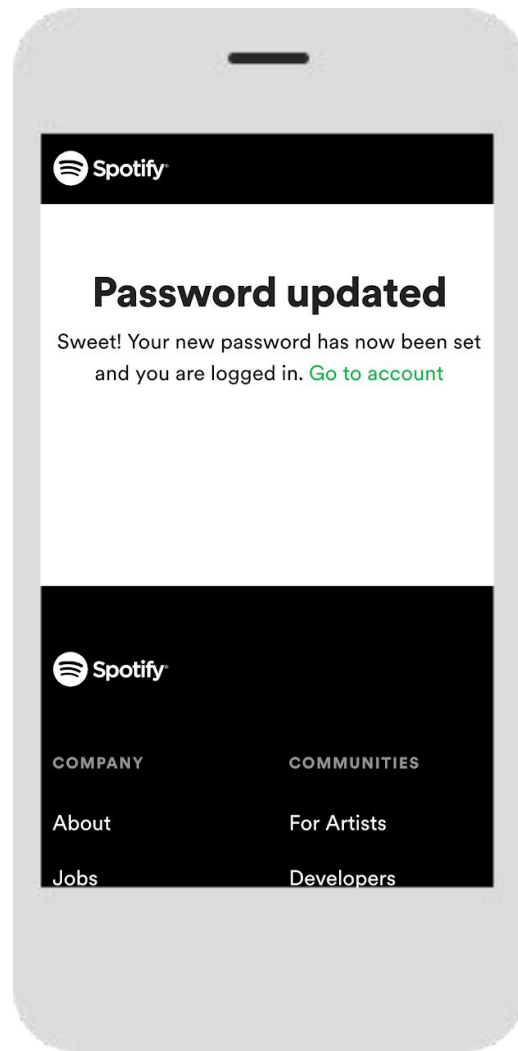 Spotify
Password updated
Sweet! Your new password has now been set
and you are logged in. Go to account
Spotify
COMPANY
COMMUNITIES
About
For Artists
Jobs
Developers